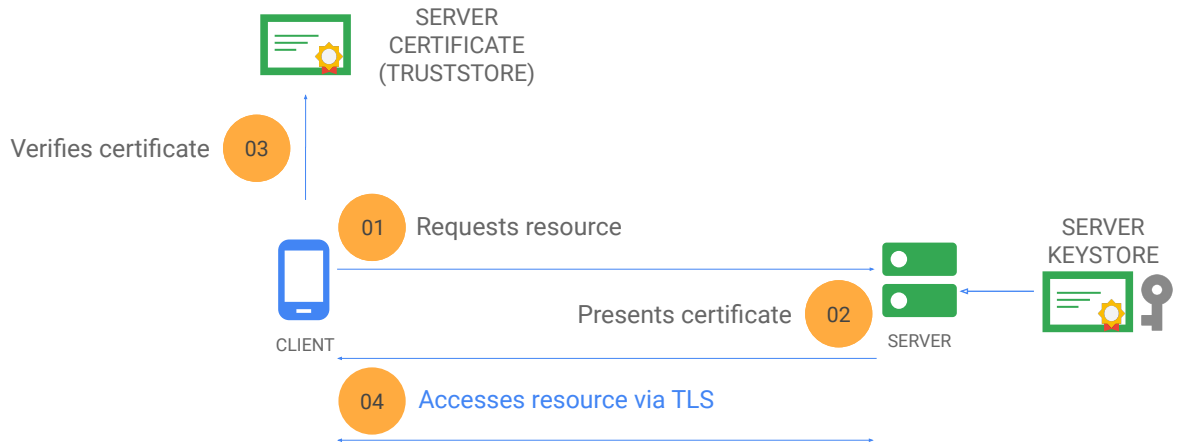 SERVER
CERTIFICATE
(TRUSTSTORE)
Verifies certificate
03
01
Requests resource
SERVER
KEYSTORE
Presents certificate
02
CLIENT
SERVER
04
Accesses resource via TLS